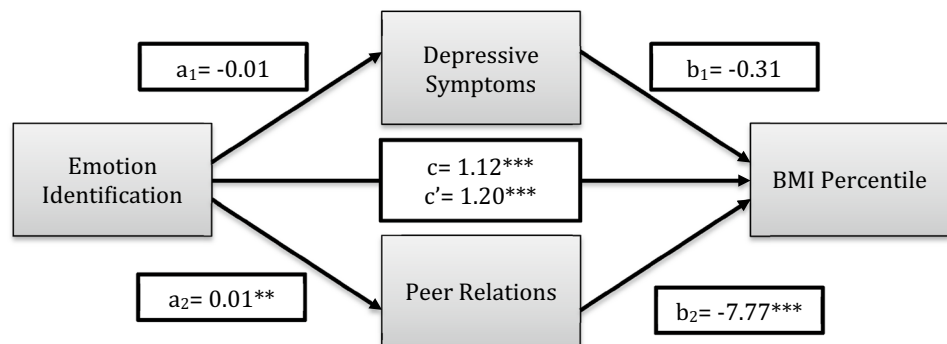 Depressive
Symptoms
a₁= -0.01
b₁= -0.31
Emotion
Identification
c= 1.12***
c’= 1.20***
BMI Percentile
a₂= 0.01**
Peer Relations
b₂= -7.77***